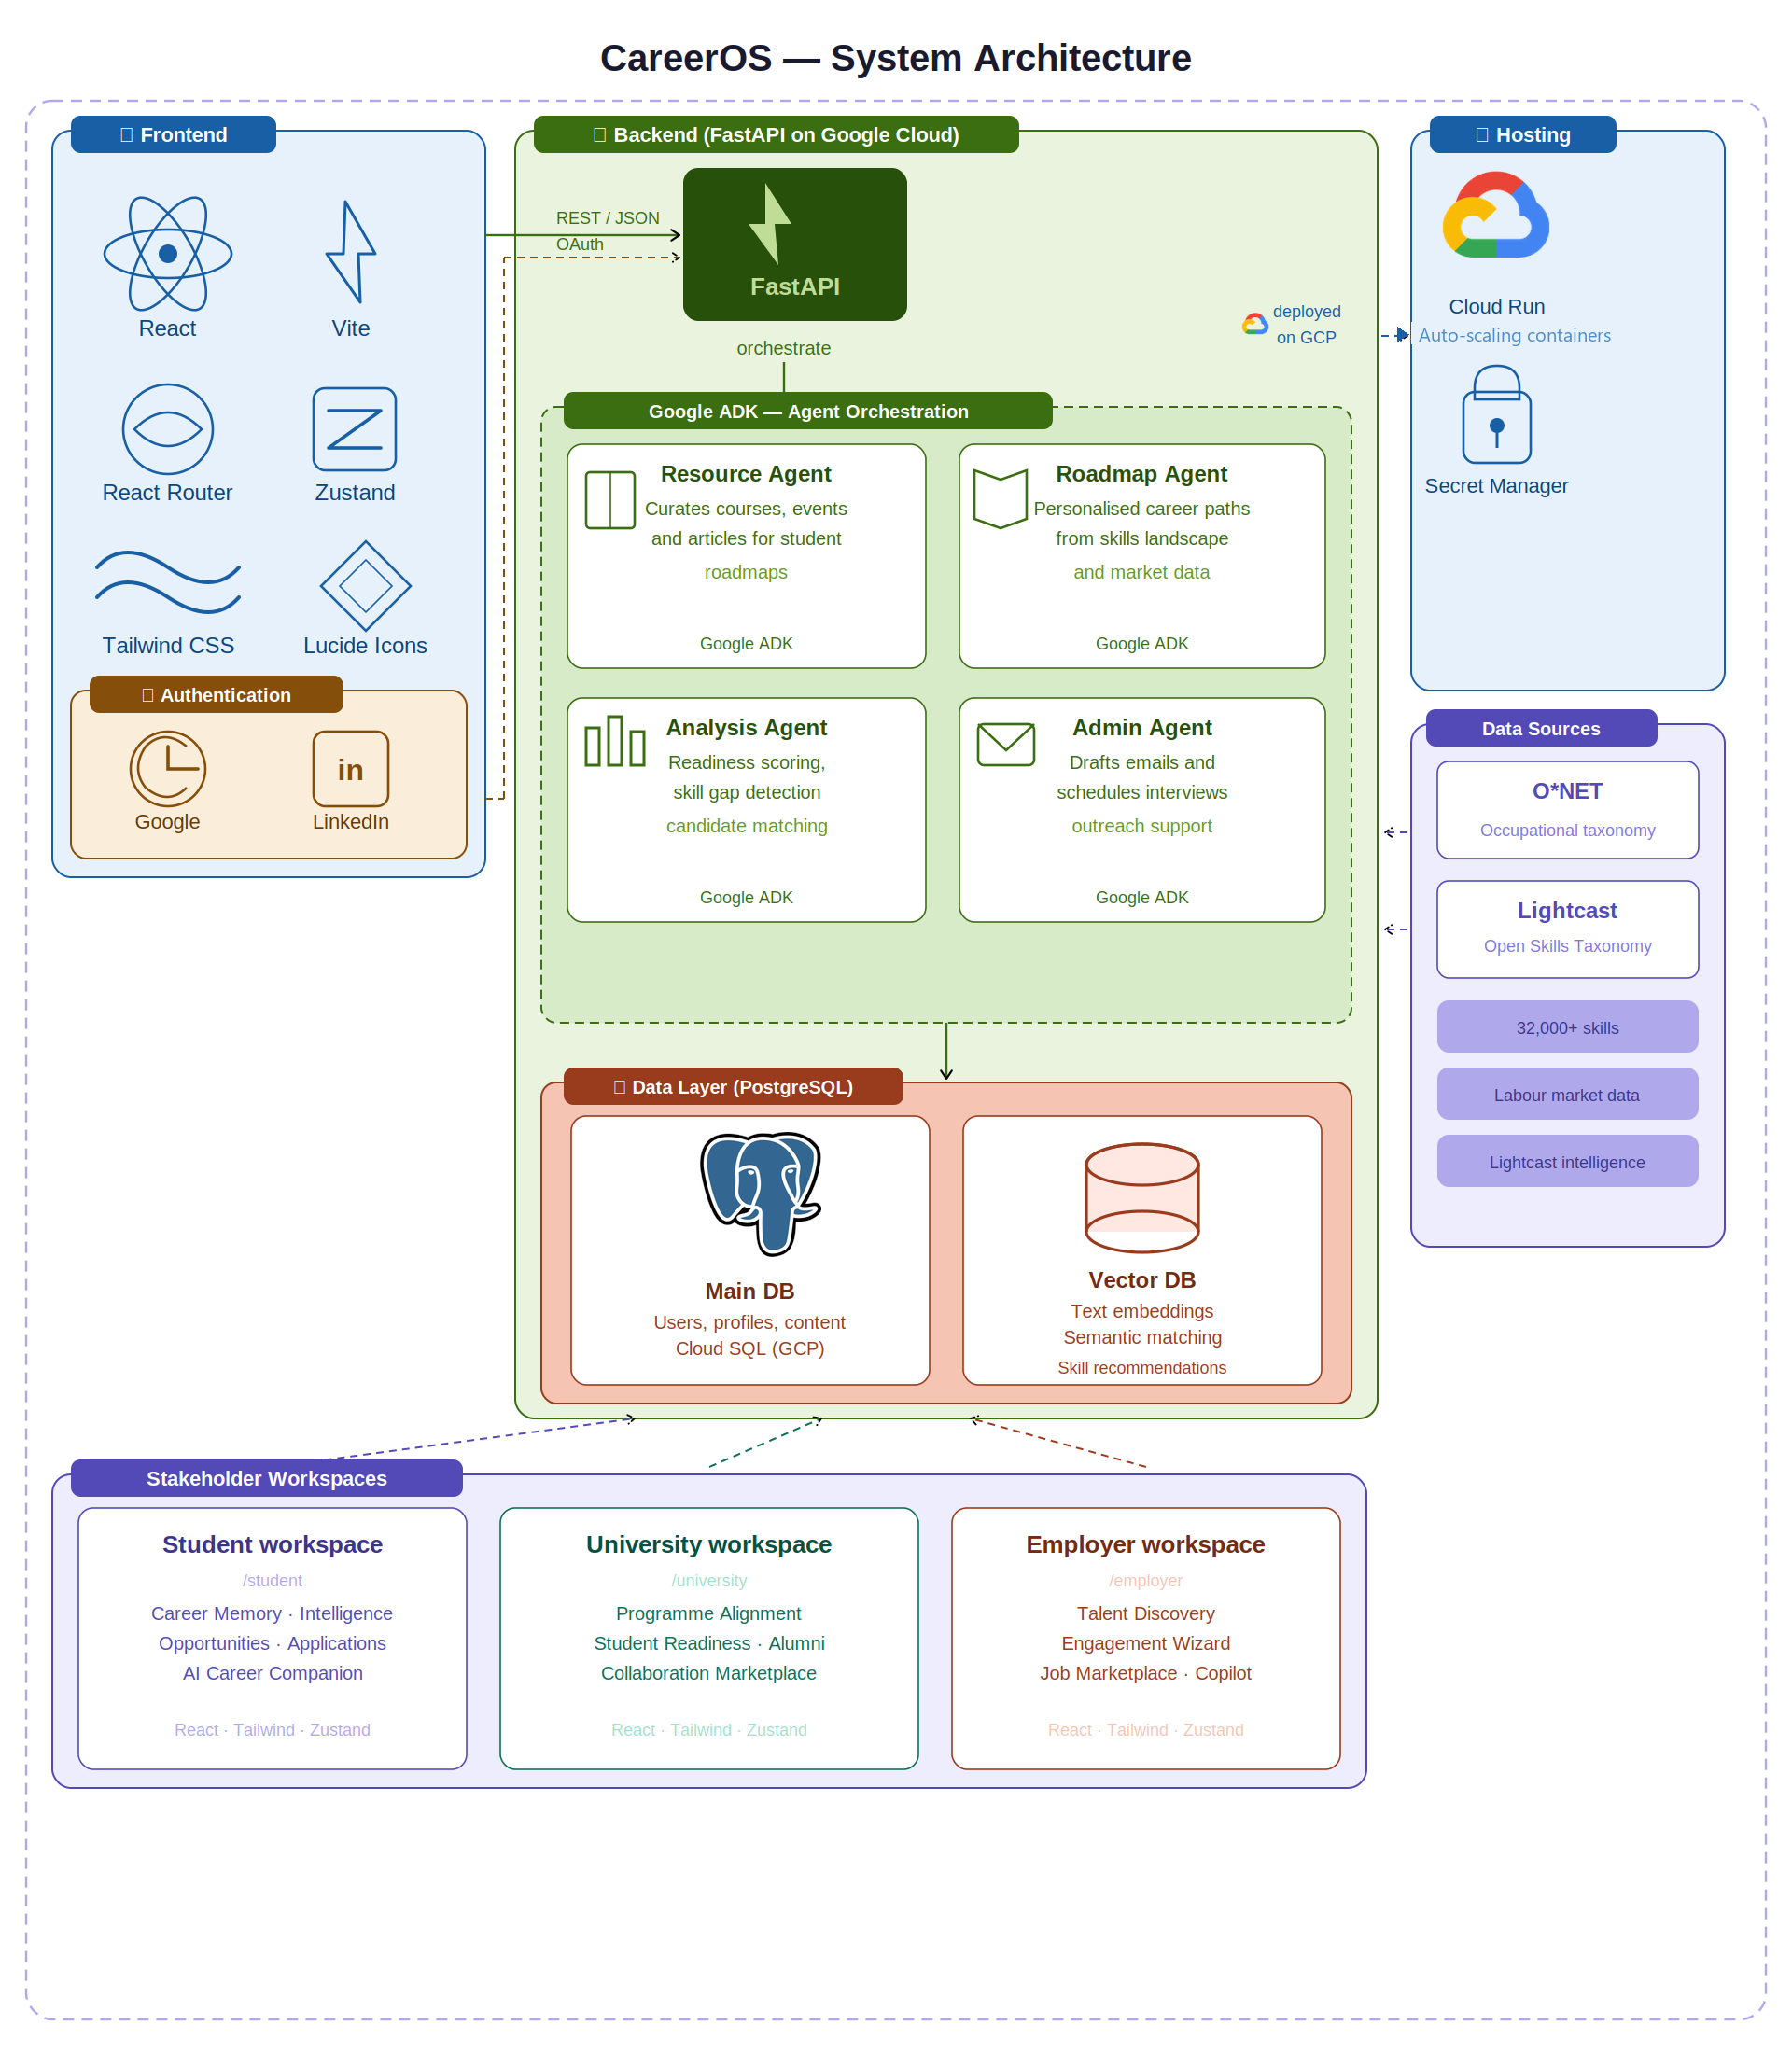 CareerOS — System Architecture
Frontend
React
Vite
React Router
Zustand
Tailwind CSS
Lucide Icons
Authentication
in
Google
LinkedIn
Backend (FastAPI on Google Cloud)
REST / JSON
OAuth
FastAPI
orchestrate
deployed
on GCP
Google ADK — Agent Orchestration
Resource Agent
Curates courses, events
and articles for student
roadmaps
Google ADK
Roadmap Agent
Personalised career paths
from skills landscape
and market data
Google ADK
Analysis Agent
Readiness scoring,
skill gap detection
candidate matching
Google ADK
Admin Agent
Drafts emails and
schedules interviews
outreach support
Google ADK
Data Layer (PostgreSQL)
Main DB
Users, profiles, content
Cloud SQL (GCP)
Vector DB
Text embeddings
Semantic matching
Skill recommendations
Hosting
Cloud Run
Auto-scaling containers
Secret Manager
Data Sources
O*NET
Occupational taxonomy
Lightcast
Open Skills Taxonomy
32,000+ skills
Labour market data
Lightcast intelligence
Stakeholder Workspaces
Student workspace
/student
Career Memory · Intelligence
Opportunities · Applications
AI Career Companion
React · Tailwind · Zustand
University workspace
/university
Programme Alignment
Student Readiness · Alumni
Collaboration Marketplace
React · Tailwind · Zustand
Employer workspace
/employer
Talent Discovery
Engagement Wizard
Job Marketplace · Copilot
React · Tailwind · Zustand